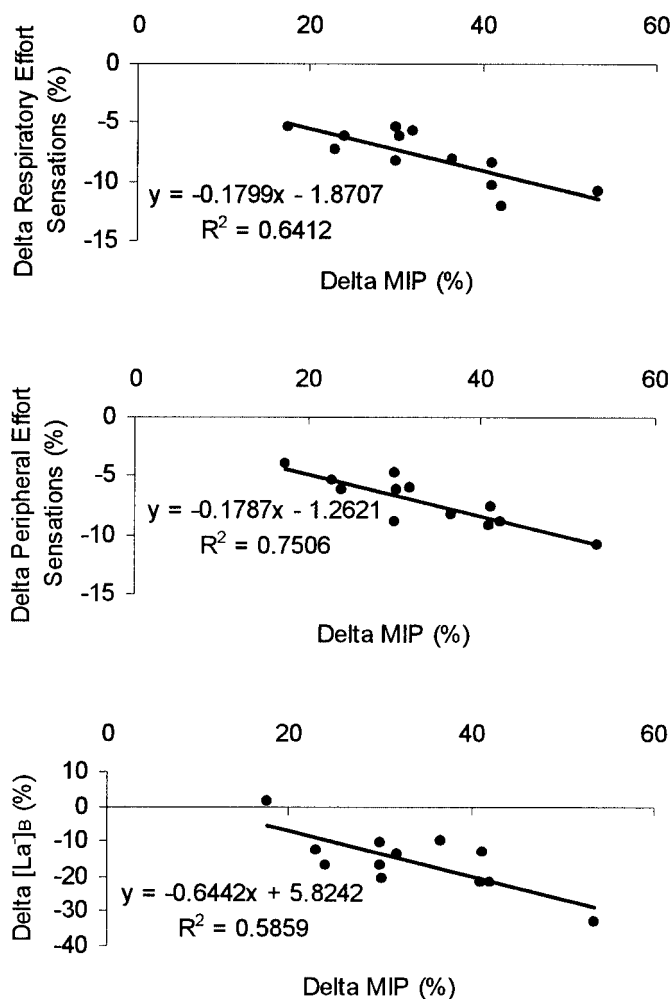 0 20 40 60
0
-5
-10
-15
Delta Respiratory Effort
Sensations (%)
y = -0.1799x - 1.8707
R² = 0.6412
Delta MIP (%)
0 20 40 60
0
-5
-10
-15
Delta Peripheral Effort
Sensations (%)
y = -0.1787x - 1.2621
R² = 0.7506
Delta MIP (%)
0 20 40 60
10
0
-10
-20
-30
-40
Delta [La⁻]B (%)
y = -0.6442x + 5.8242
R² = 0.5859
Delta MIP (%)